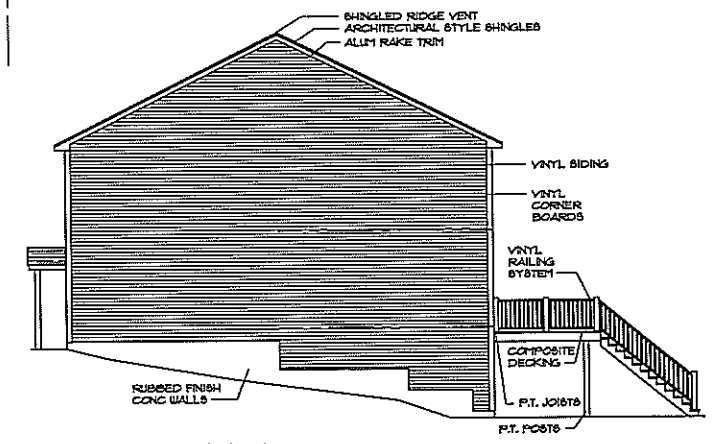 SHINGLED RIDGE VENT
ARCHITECTURAL STYLE SHINGLES
ALUM RAKE TRIM
VINYL SIDING
VINYL
CORNER
BOARDS
VINYL
RAILING
SYSTEM
COMPOSITE
DECKING
RUBBED FINISH
CONC WALLS
P.T. JOISTS
P.T. POSTS